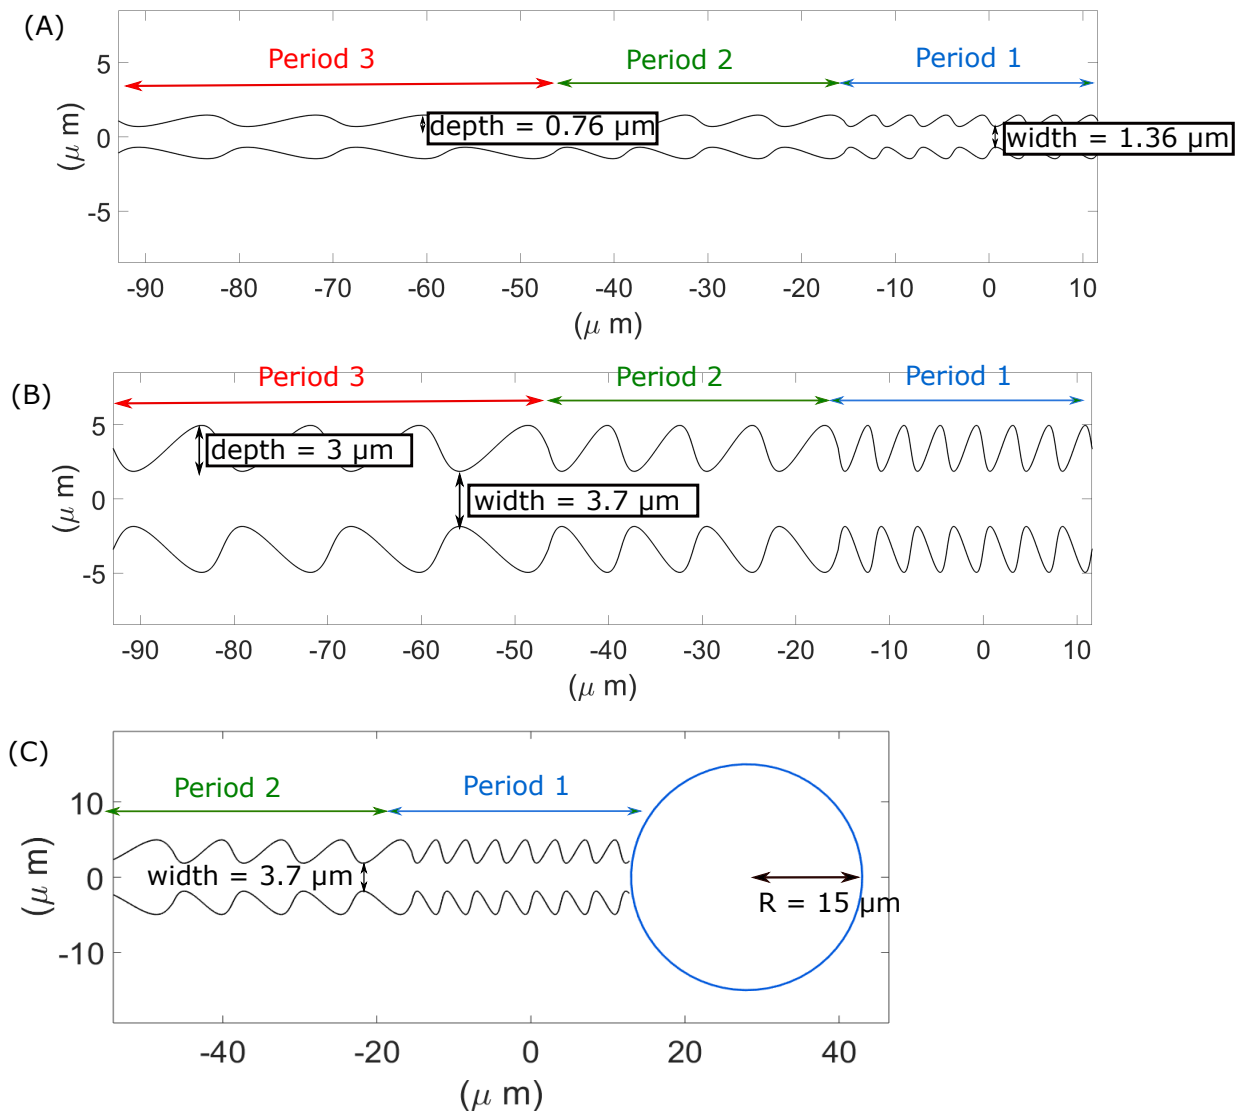 (A)
Period 3 Period 2 Period 1
5
0
-5
(μ m)
depth = 0.76 μm
width = 1.36 μm
-90 -80 -70 -60 -50 -40 -30 -20 -10 0 10
(μ m)
(B)
Period 3 Period 2 Period 1
5
0
-5
(μ m)
depth = 3 μm
width = 3.7 μm
-90 -80 -70 -60 -50 -40 -30 -20 -10 0 10
(μ m)
(C)
Period 2 Period 1
10
0
-10
(μ m)
width = 3.7 μm
R = 15 μm
-40 -20 0 20 40
(μ m)